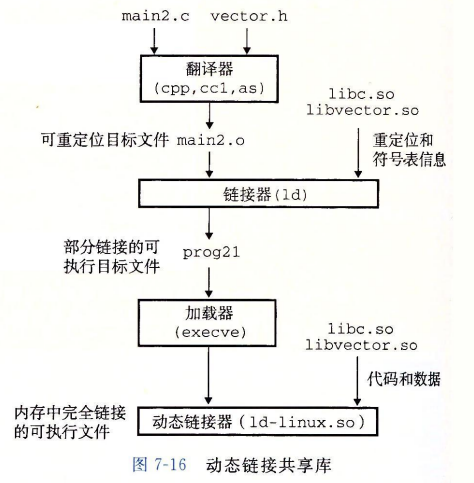 main2.c vector.h
翻译器
(cpp,cc1,as)
libc.so
libvector.so
可重定位目标文件 main2.o
重定位和
符号表信息
链接器(ld)
部分链接的可
执行目标文件
prog21
加载器
(execve)
libc.so
libvector.so
代码和数据
内存中完全链接
的可执行文件
动态链接器(ld-linux.so)
图 7-16 动态链接共享库